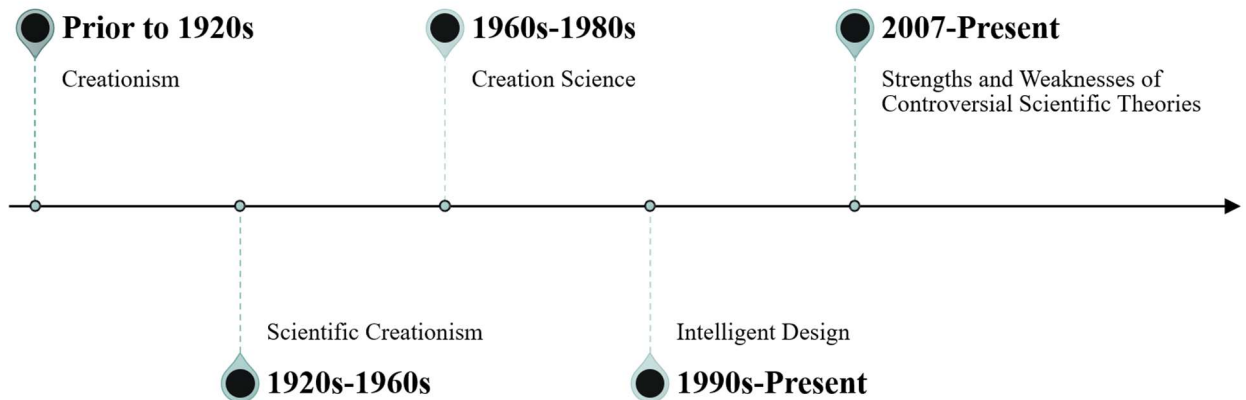 Prior to 1920s
Creationism
1960s-1980s
Creation Science
2007-Present
Strengths and Weaknesses of
Controversial Scientific Theories
Scientific Creationism
1920s-1960s
Intelligent Design
1990s-Present